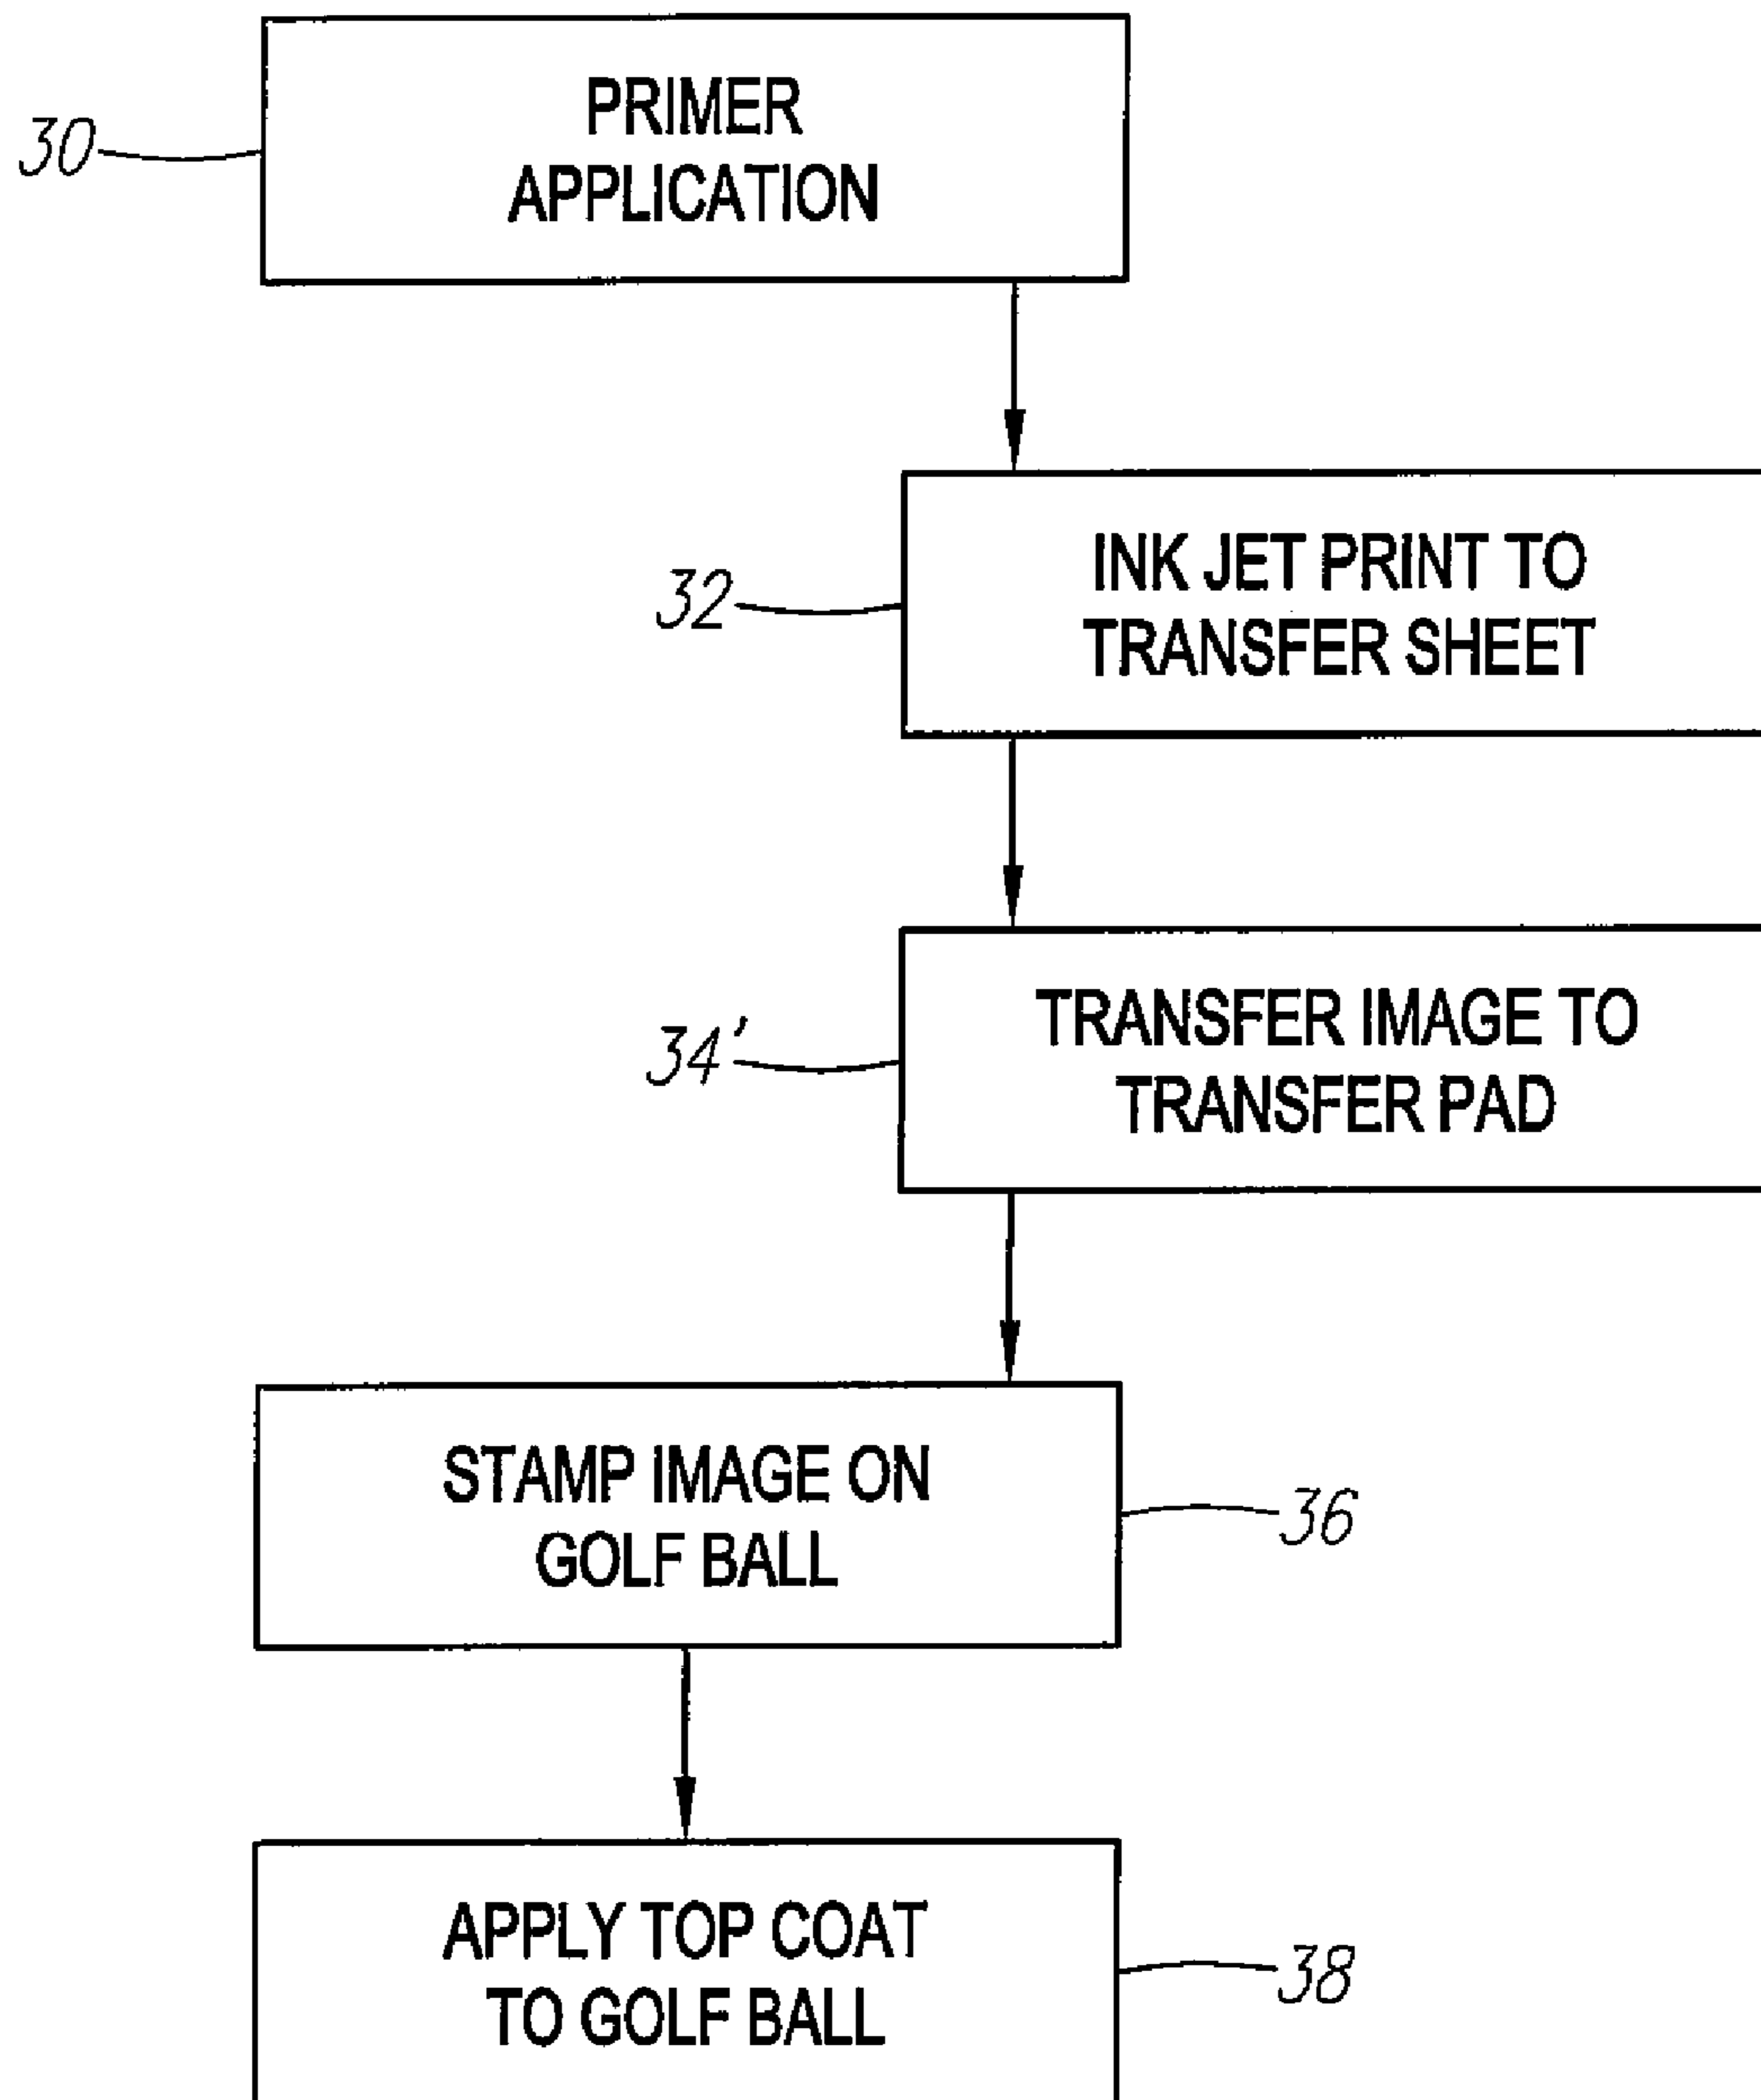 PRIMER
APPLICATION
30
INK JET PRINT TO
TRANSFER SHEET
32
TRANSFER IMAGE TO
TRANSFER PAD
34'
STAMP IMAGE ON
GOLF BALL
36
APPLY TOP COAT
TO GOLF BALL
38